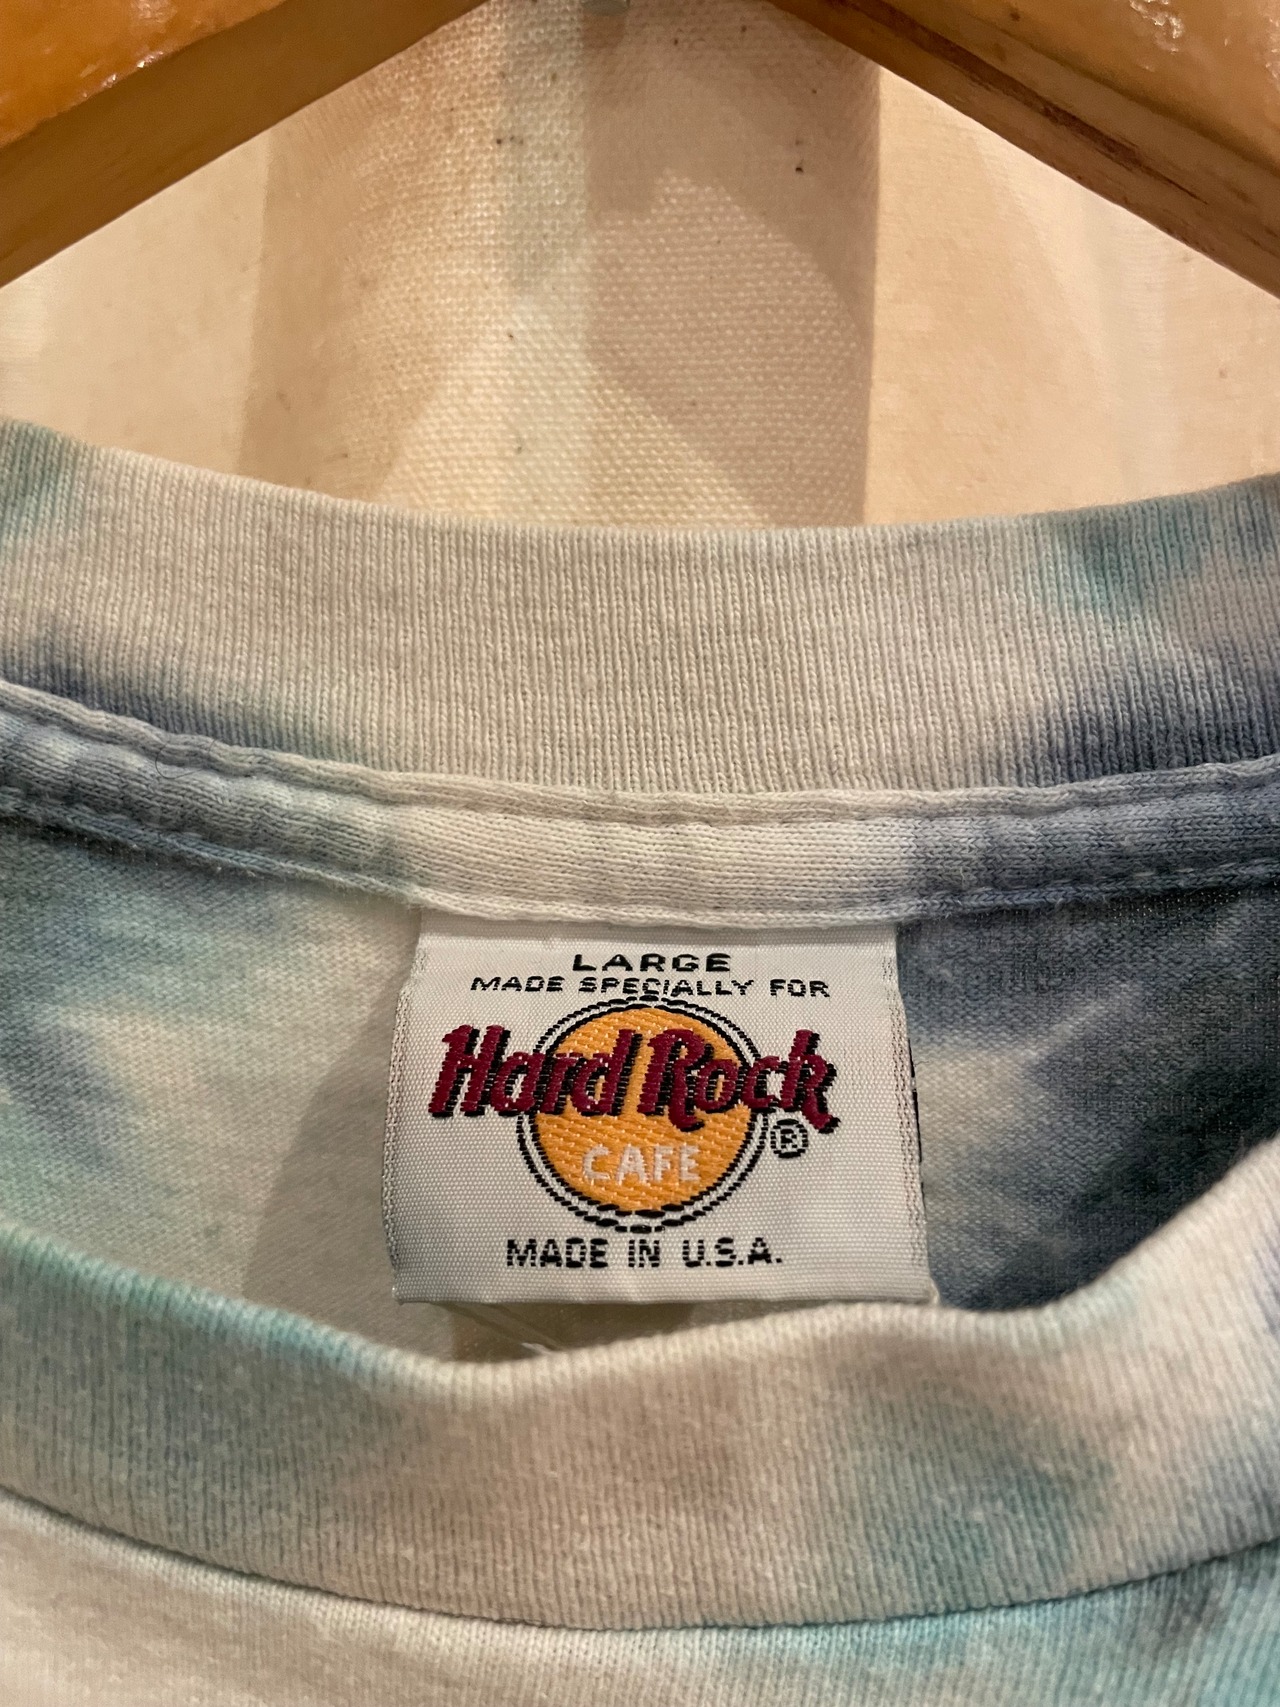 LARGE
MADE SPECIALLY FOR
Hard Rock
CAFE
®
MADE IN U.S.A.